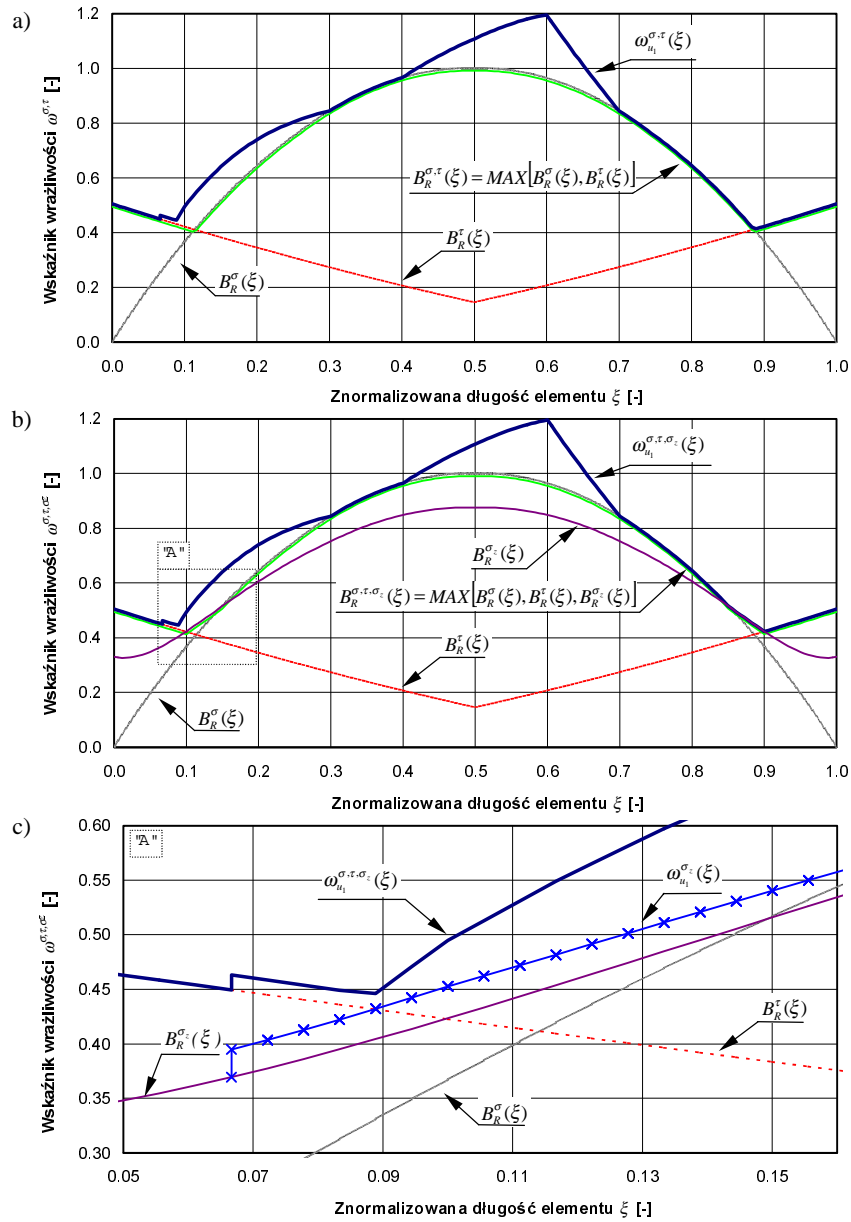 a)
1.2
1.0
0.8
0.6
0.4
0.2
0.0
Wskaźnik wrażliwości ω^{σ,τ} [-]
ω_{u₁}^{σ,τ}(ξ)
B_R^{σ,τ}(ξ) = MAX[B_R^σ(ξ), B_R^τ(ξ)]
B_R^τ(ξ)
B_R^σ(ξ)
0.0 0.1 0.2 0.3 0.4 0.5 0.6 0.7 0.8 0.9 1.0
Znormalizowana długość elementu ξ [-]
b)
1.2
1.0
0.8
0.6
0.4
0.2
0.0
Wskaźnik wrażliwości ω^{σ,τ,σz} [-]
ω_{u₁}^{σ,τ,σ_z}(ξ)
"A"
B_R^{σ_z}(ξ)
B_R^{σ,τ,σ_z}(ξ) = MAX[B_R^σ(ξ), B_R^τ(ξ), B_R^{σ_z}(ξ)]
B_R^τ(ξ)
B_R^σ(ξ)
0.0 0.1 0.2 0.3 0.4 0.5 0.6 0.7 0.8 0.9 1.0
Znormalizowana długość elementu ξ [-]
c)
0.60
0.55
0.50
0.45
0.40
0.35
0.30
Wskaźnik wrażliwości ω^{σ,τ,σz} [-]
"A"
ω_{u₁}^{σ,τ,σ_z}(ξ)
ω_{u₁}^{σ_z}(ξ)
B_R^τ(ξ)
B_R^{σ_z}(ξ)
B_R^σ(ξ)
0.05 0.07 0.09 0.11 0.13 0.15
Znormalizowana długość elementu ξ [-]